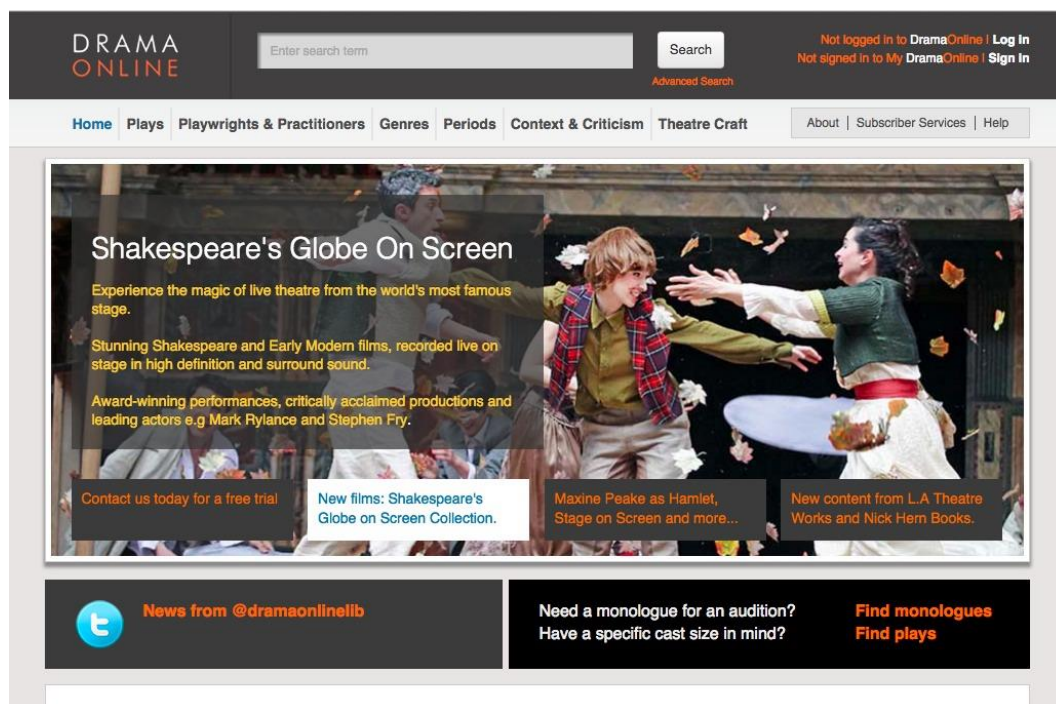 DRAMA
ONLINE
Enter search term
Search
Advanced Search
Not logged in to DramaOnline | Log In
Not signed in to My DramaOnline | Sign In
Home Plays Playwrights & Practitioners Genres Periods Context & Criticism Theatre Craft
About | Subscriber Services | Help
Shakespeare's Globe On Screen
Experience the magic of live theatre from the world's most famous
stage.
Stunning Shakespeare and Early Modern films, recorded live on
stage in high definition and surround sound.
Award-winning performances, critically acclaimed productions and
leading actors e.g Mark Rylance and Stephen Fry.
Contact us today for a free trial
New films: Shakespeare's
Globe on Screen Collection.
Maxine Peake as Hamlet,
Stage on Screen and more...
New content from L.A Theatre
Works and Nick Hern Books.
News from @dramaonlinelib
Need a monologue for an audition? Find monologues
Have a specific cast size in mind? Find plays